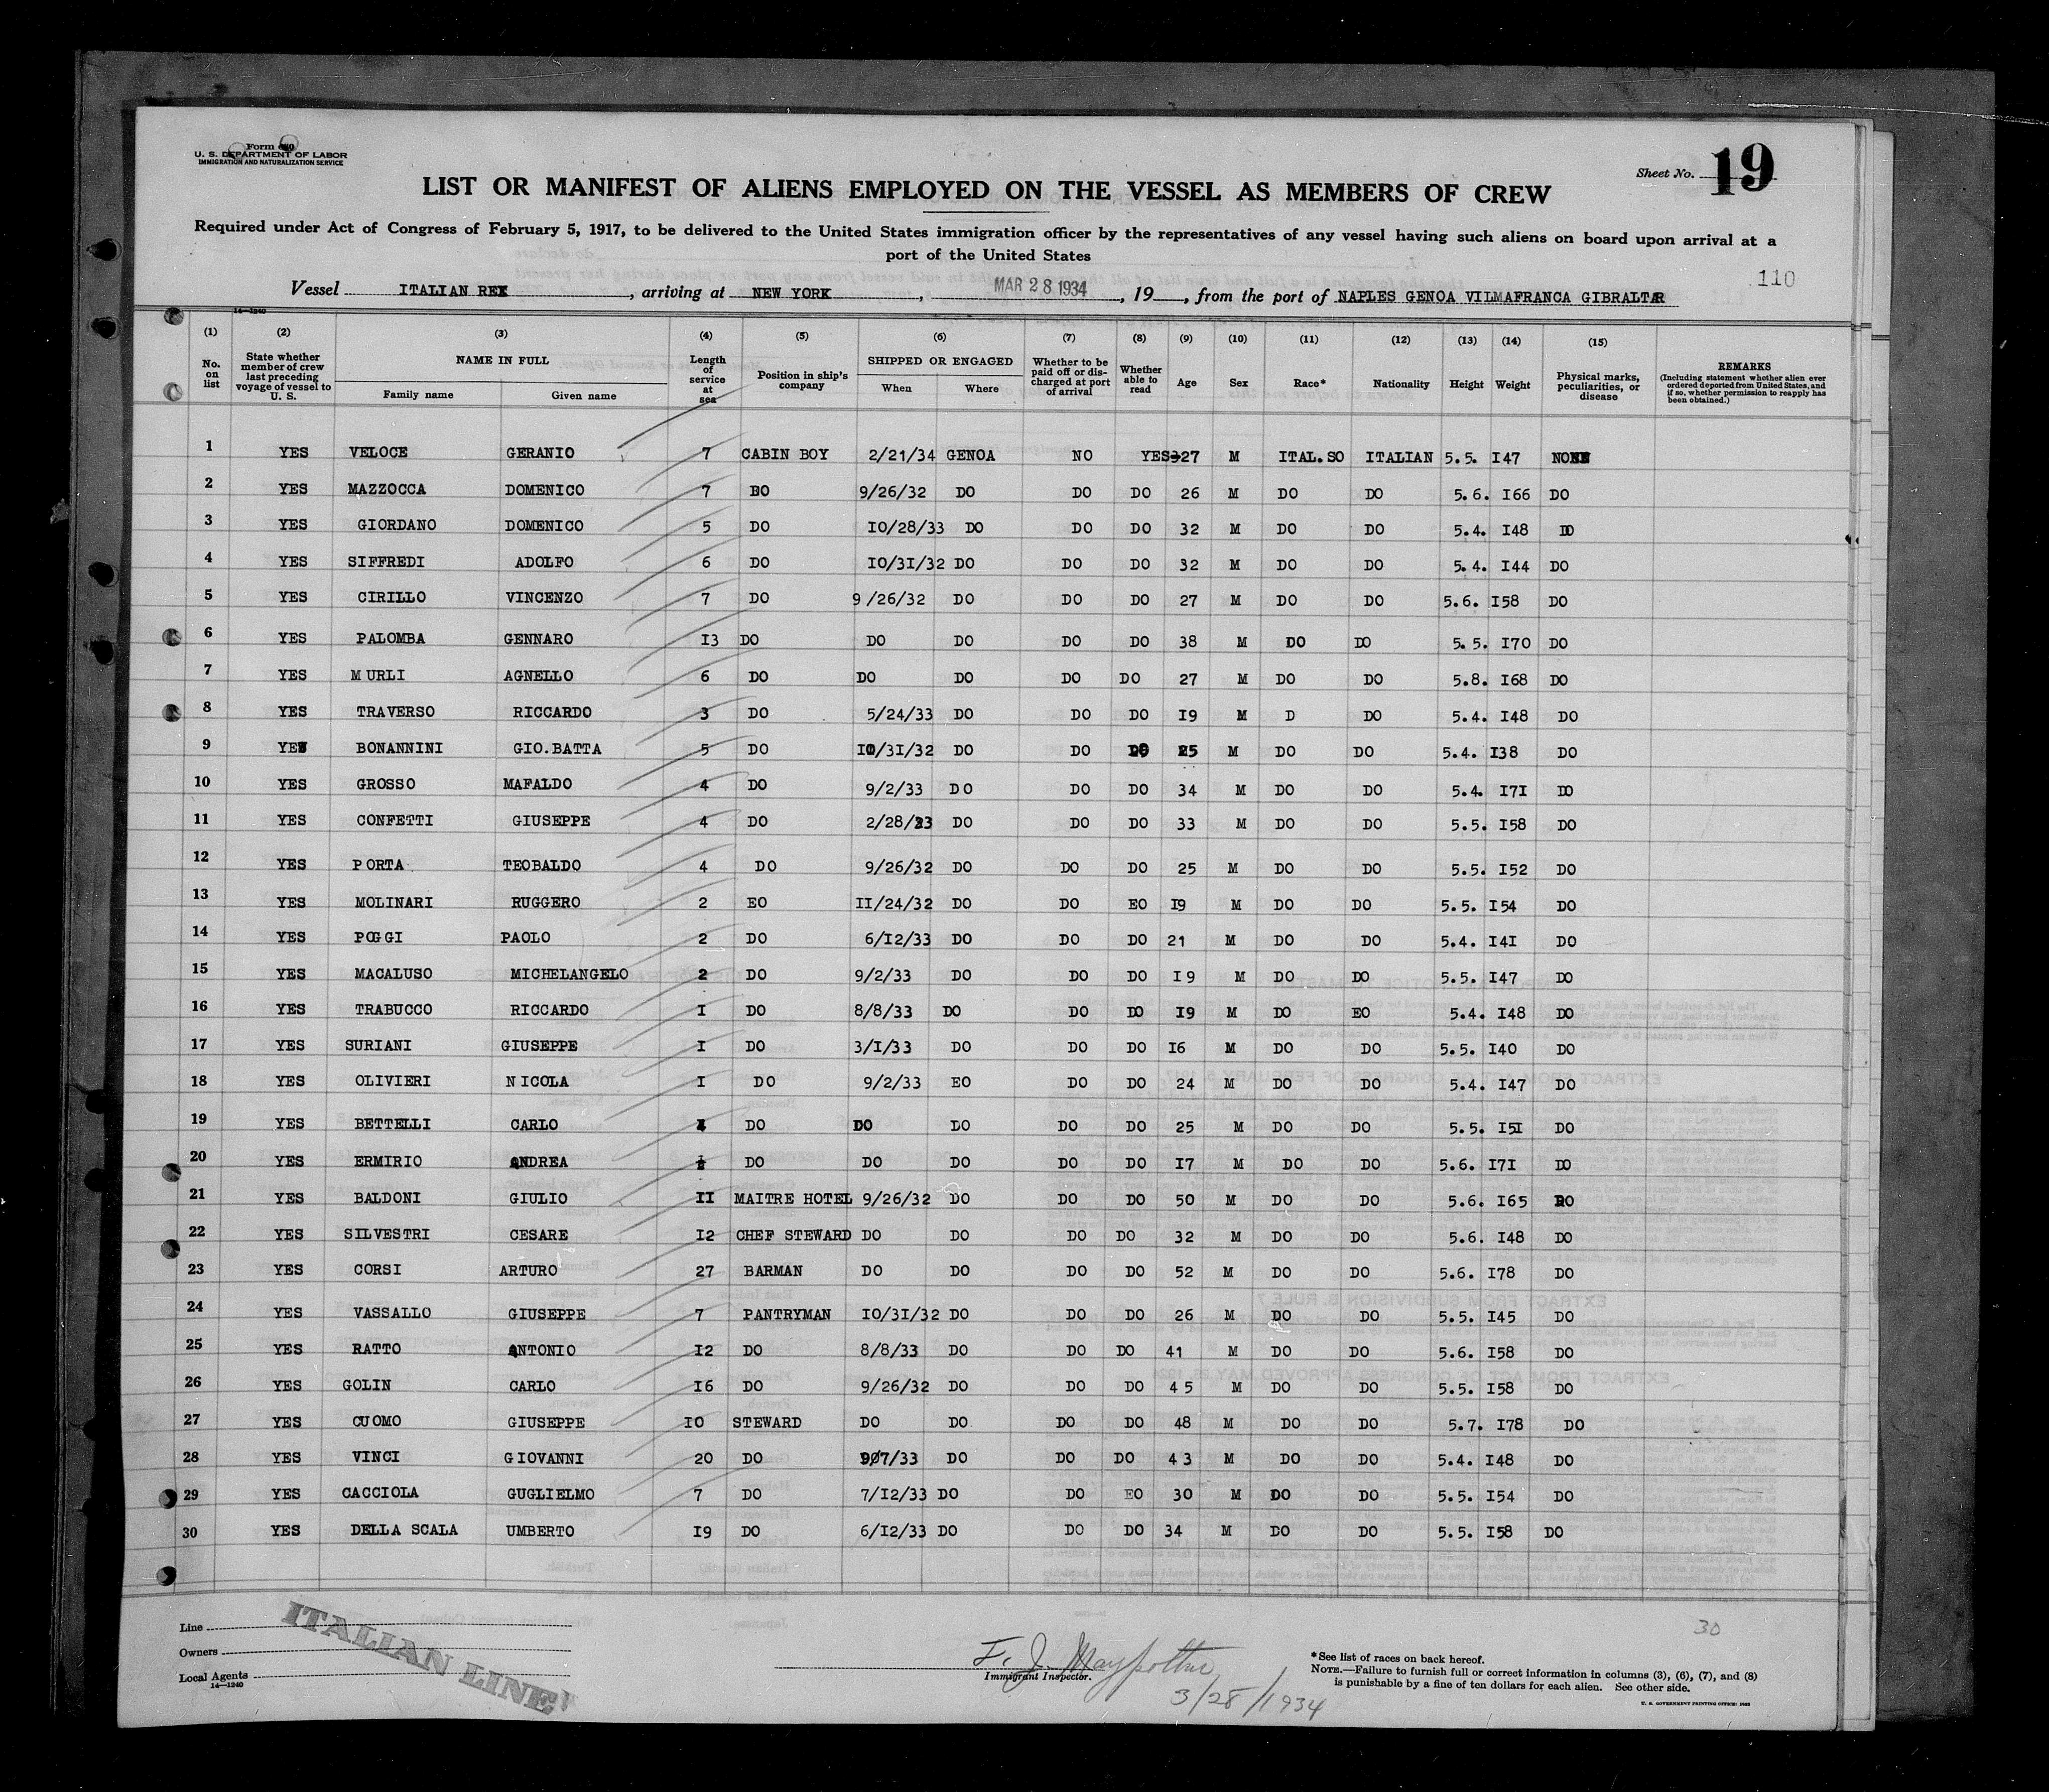 Form 680
U. S. DEPARTMENT OF LABOR
IMMIGRATION AND NATURALIZATION SERVICE
Sheet No. 19
LIST OR MANIFEST OF ALIENS EMPLOYED ON THE VESSEL AS MEMBERS OF CREW
Required under Act of Congress of February 5, 1917, to be delivered to the United States immigration officer by the representatives of any vessel having such aliens on board upon arrival at a
port of the United States
110
Vessel ITALIAN REX, arriving at NEW YORK, MAR 28 1934, 19, from the port of NAPLES GENOA VILMAFRANCA GIBRALTAR
14—1240
(1) (2) (3) (4) (5) (6) (7) (8) (9) (10) (11) (12) (13) (14) (15)
No. on list State whether member of crew last preceding voyage of vessel to U. S. NAME IN FULL Family name Given name Length of service at sea Position in ship's company SHIPPED OR ENGAGED When Where Whether to be paid off or discharged at port of arrival Whether able to read Age Sex Race* Nationality Height Weight Physical marks, peculiarities, or disease REMARKS (Including statement whether alien ever ordered deported from United States, and if so, whether permission to reapply has been obtained.)
1 YES VELOCE GERANIO 7 CABIN BOY 2/21/34 GENOA NO YES 27 M ITAL.SO ITALIAN 5.5. I47 NONE
2 YES MAZZOCCA DOMENICO 7 BO 9/26/32 DO DO DO 26 M DO DO 5.6. I66 DO
3 YES GIORDANO DOMENICO 5 DO IO/28/33 DO DO DO 32 M DO DO 5.4. I48 DO
4 YES SIFFREDI ADOLFO 6 DO IO/3I/32 DO DO DO 32 M DO DO 5.4. I44 DO
5 YES CIRILLO VINCENZO 7 DO 9 /26/32 DO DO DO 27 M DO DO 5.6. I58 DO
6 YES PALOMBA GENNARO I3 DO DO DO DO DO 38 M DO DO 5.5. I70 DO
7 YES M URLI AGNELLO 6 DO DO DO DO DO 27 M DO DO 5.8. I68 DO
8 YES TRAVERSO RICCARDO 3 DO 5/24/33 DO DO DO I9 M D DO 5.4. I48 DO
9 YES BONANNINI GIO.BATTA 5 DO IO/3I/32 DO DO DO 25 M DO DO 5.4. I38 DO
10 YES GROSSO MAFALDO 4 DO 9/2/33 DO DO DO 34 M DO DO 5.4. I7I DO
11 YES CONFETTI GIUSEPPE 4 DO 2/28/33 DO DO DO 33 M DO DO 5.5. I58 DO
12 YES PORTA TEOBALDO 4 DO 9/26/32 DO DO DO 25 M DO DO 5.5. I52 DO
13 YES MOLINARI RUGGERO 2 EO II/24/32 DO DO EO I9 M DO DO 5.5. I54 DO
14 YES POGGI PAOLO 2 DO 6/I2/33 DO DO DO 21 M DO DO 5.4. I4I DO
15 YES MACALUSO MICHELANGELO 2 DO 9/2/33 DO DO DO I9 M DO DO 5.5. I47 DO
16 YES TRABUCCO RICCARDO I DO 8/8/33 DO DO DO I9 M DO EO 5.4. I48 DO
17 YES SURIANI GIUSEPPE I DO 3/I/33 DO DO DO I6 M DO DO 5.5. I40 DO
18 YES OLIVIERI NICOLA I DO 9/2/33 EO DO DO 24 M DO DO 5.4. I47 DO
19 YES BETTELLI CARLO 4 DO DO DO DO DO 25 M DO DO 5.5. I5I DO
20 YES ERMIRIO ANDREA DO DO DO DO DO I7 M DO DO 5.6. I7I DO
21 YES BALDONI GIULIO II MAITRE HOTEL 9/26/32 DO DO DO 50 M DO DO 5.6. I65 DO
22 YES SILVESTRI CESARE I2 CHEF STEWARD DO DO DO DO 32 M DO DO 5.6. I48 DO
23 YES CORSI ARTURO 27 BARMAN DO DO DO DO 52 M DO DO 5.6. I78 DO
24 YES VASSALLO GIUSEPPE 7 PANTRYMAN IO/3I/32 DO DO DO 26 M DO DO 5.5. I45 DO
25 YES RATTO ANTONIO I2 DO 8/8/33 DO DO DO 41 M DO DO 5.6. I58 DO
26 YES GOLIN CARLO I6 DO 9/26/32 DO DO DO 45 M DO DO 5.5. I58 DO
27 YES CUOMO GIUSEPPE IO STEWARD DO DO DO DO 48 M DO DO 5.7. I78 DO
28 YES VINCI GIOVANNI 20 DO 9/7/33 DO DO DO 43 M DO DO 5.4. I48 DO
29 YES CACCIOLA GUGLIELMO 7 DO 7/I2/33 DO DO EO 30 M DO DO 5.5. I54 DO
30 YES DELLA SCALA UMBERTO I9 DO 6/I2/33 DO DO DO 34 M DO DO 5.5. I58 DO
30
Line
Owners
Local Agents
14—1240
ITALIAN LINE
F. J.
Immigrant Inspector.
3/28/1934
*See list of races on back hereof.
NOTE.—Failure to furnish full or correct information in columns (3), (6), (7), and (8)
is punishable by a fine of ten dollars for each alien. See other side.
U. S. GOVERNMENT PRINTING OFFICE